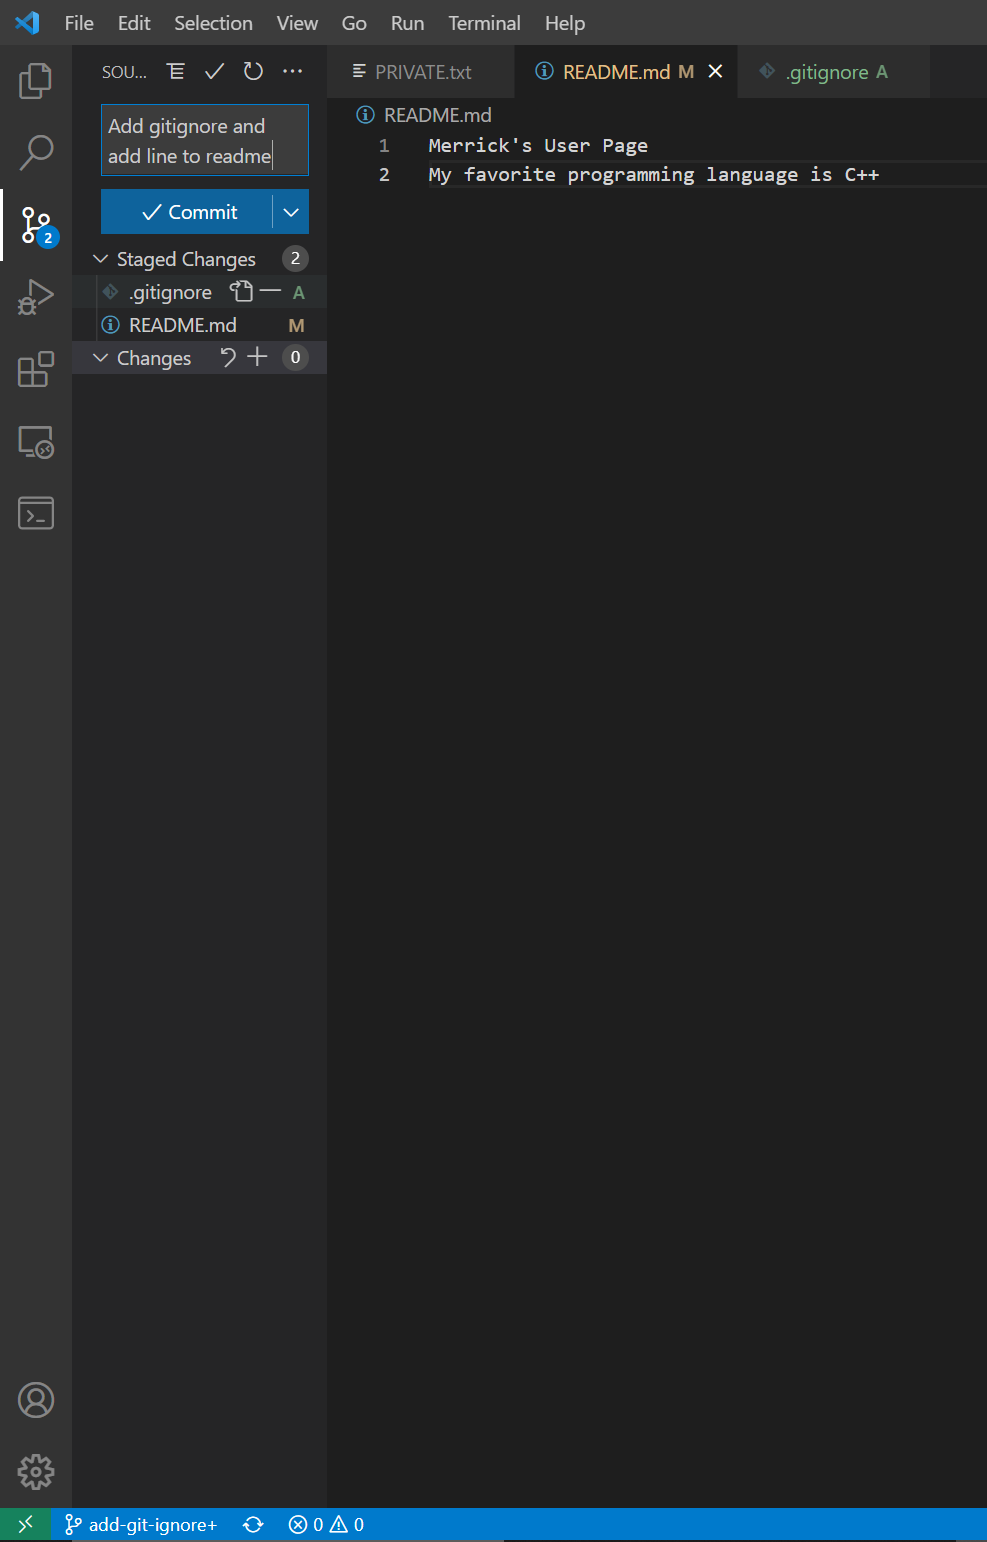 File Edit Selection View Go Run Terminal Help
SOU...
PRIVATE.txt
README.md M
.gitignore A
README.md
Add gitignore and
add line to readme
Commit
Staged Changes 2
.gitignore A
README.md M
Changes 0
2
1 Merrick's User Page
2 My favorite programming language is C++
add-git-ignore+ 0 0